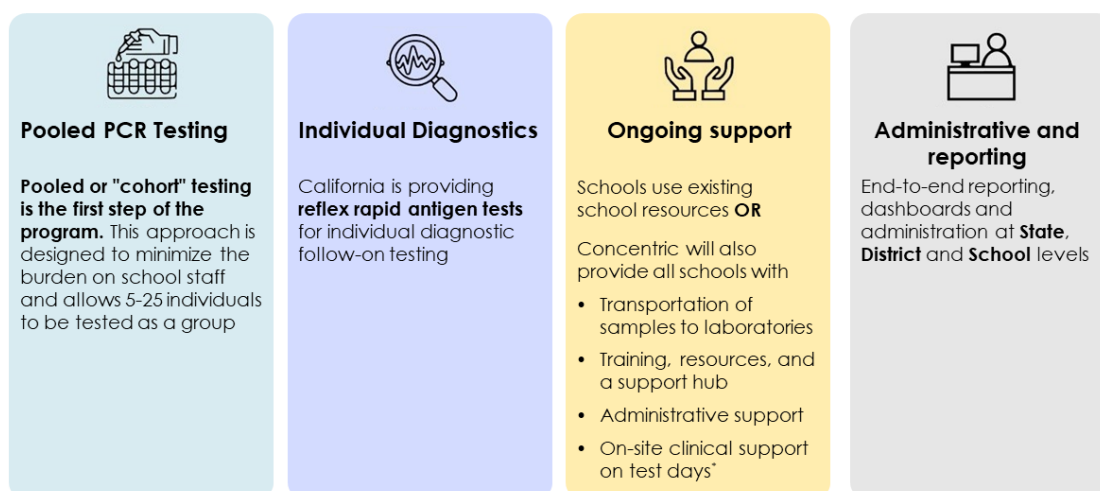 Pooled PCR Testing
Pooled or "cohort" testing
is the first step of the
program. This approach is
designed to minimize the
burden on school staff
and allows 5-25 individuals
to be tested as a group
Individual Diagnostics
California is providing
reflex rapid antigen tests
for individual diagnostic
follow-on testing
Ongoing support
Schools use existing
school resources OR
Concentric will also
provide all schools with
• Transportation of
samples to laboratories
• Training, resources, and
a support hub
• Administrative support
• On-site clinical support
on test days*
Administrative and
reporting
End-to-end reporting,
dashboards and
administration at State,
District and School levels